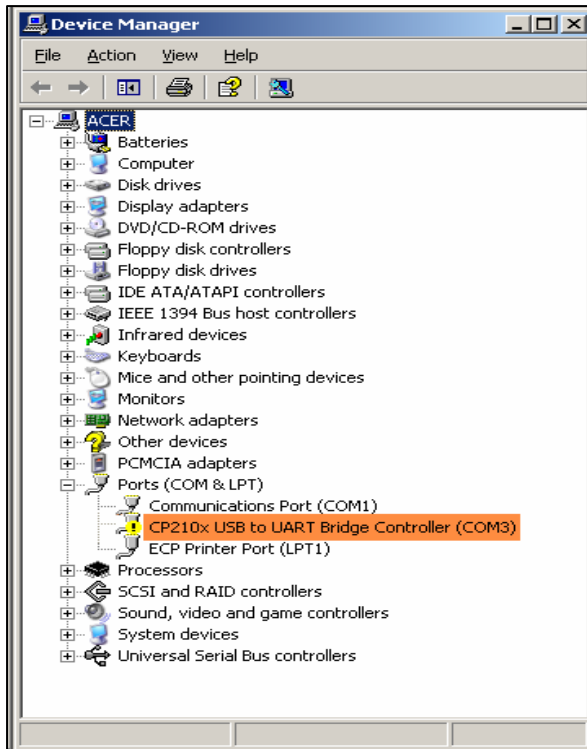 Device Manager
File Action View Help
ACER
Batteries
Computer
Disk drives
Display adapters
DVD/CD-ROM drives
Floppy disk controllers
Floppy disk drives
IDE ATA/ATAPI controllers
IEEE 1394 Bus host controllers
Infrared devices
Keyboards
Mice and other pointing devices
Monitors
Network adapters
Other devices
PCMCIA adapters
Ports (COM & LPT)
Communications Port (COM1)
CP210x USB to UART Bridge Controller (COM3)
ECP Printer Port (LPT1)
Processors
SCSI and RAID controllers
Sound, video and game controllers
System devices
Universal Serial Bus controllers